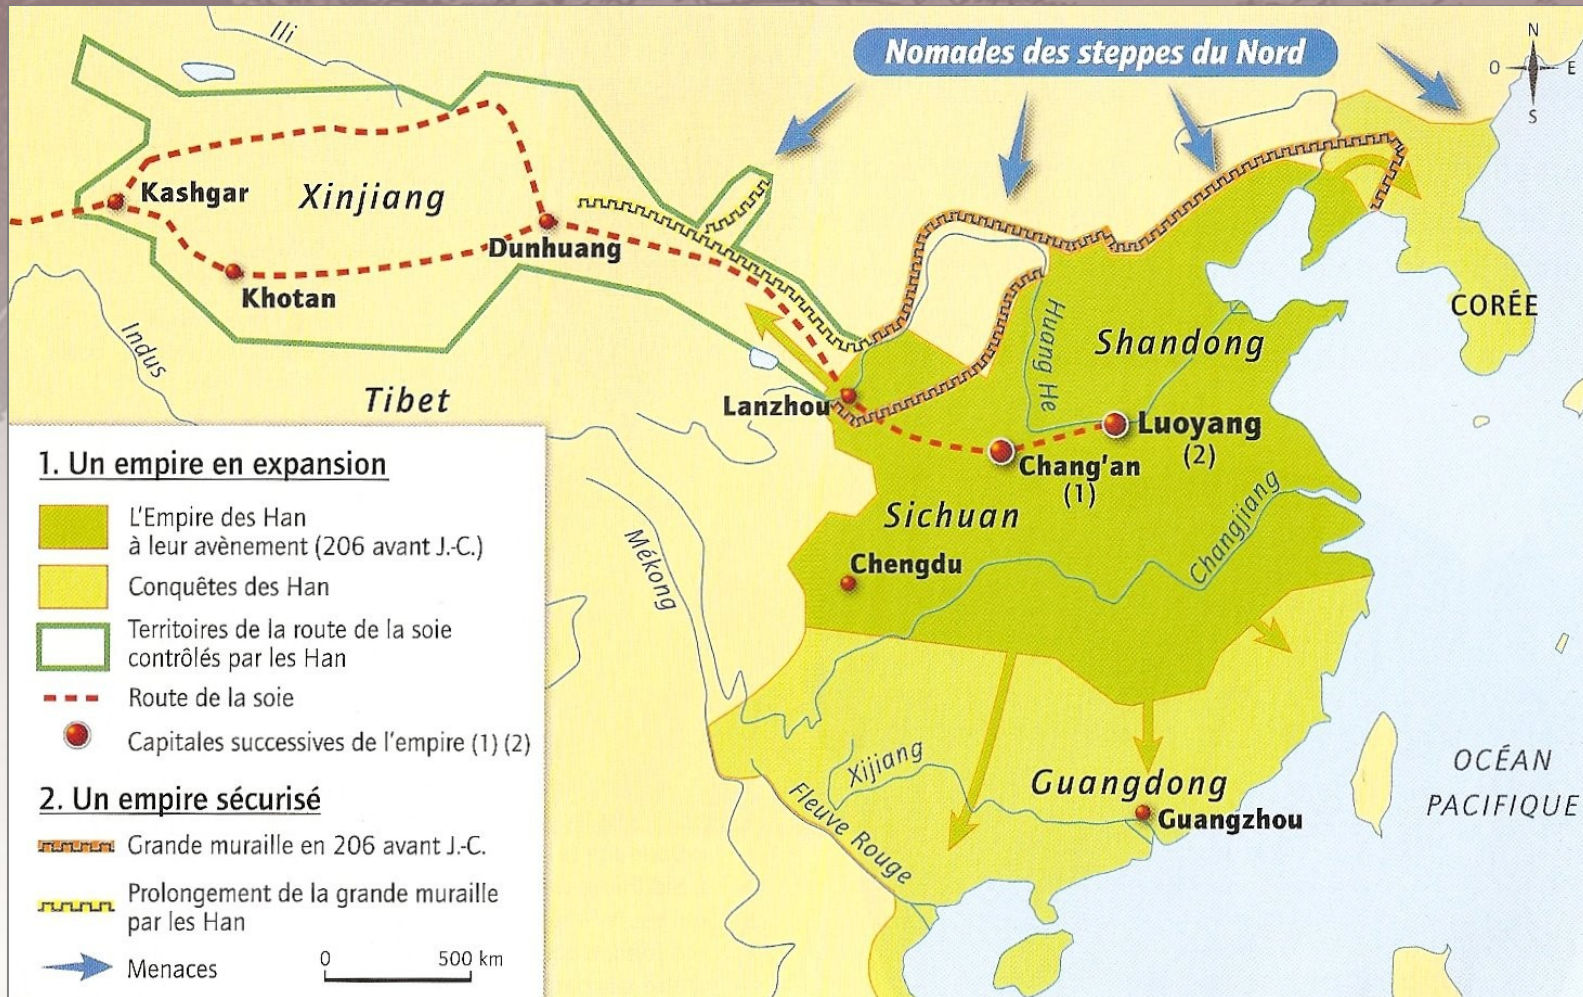 Ili
Nomades des steppes du Nord
N
O
E
S
Kashgar
Xinjiang
Dunhuang
Khotan
Indus
Tibet
Huang He
Shandong
CORÉE
Lanzhou
Luoyang
(2)
Chang'an
(1)
Sichuan
Chengdu
Changjiang
Mékong
Xijiang
Fleuve Rouge
Guangdong
Guangzhou
OCÉAN
PACIFIQUE
1. Un empire en expansion
L'Empire des Han
à leur avènement (206 avant J.-C.)
Conquêtes des Han
Territoires de la route de la soie
contrôlés par les Han
Route de la soie
Capitales successives de l'empire (1) (2)
2. Un empire sécurisé
Grande muraille en 206 avant J.-C.
Prolongement de la grande muraille
par les Han
Menaces
0
500 km